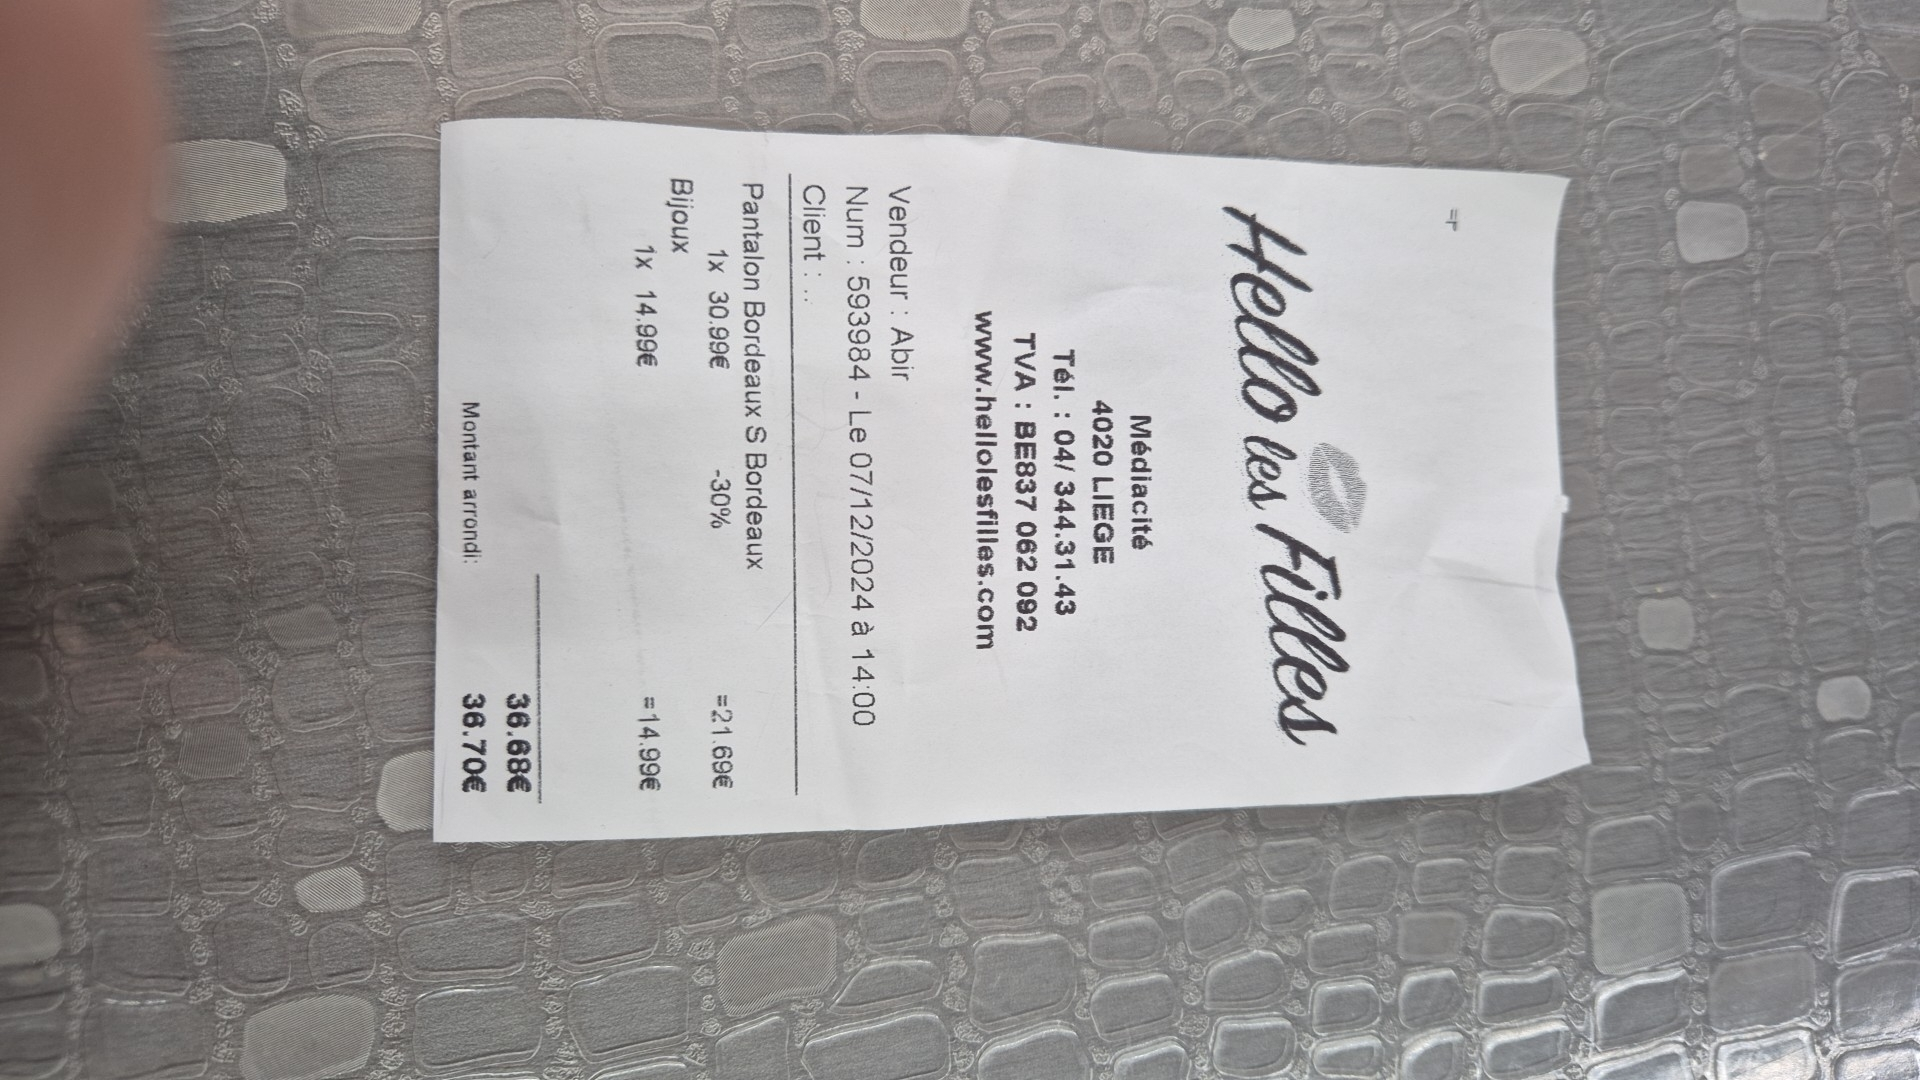 Hello les Filles
Médiacité
4020 LIEGE
Tél. : 04/ 344.31.43
TVA : BE837 062 092
www.hellolesfilles.com
Vendeur : Abir
Num : 593984 - Le 07/12/2024 à 14:00
Client : ..
Pantalon Bordeaux S Bordeaux
1x 30.99€ -30% =21.69€
Bijoux
1x 14.99€ =14.99€
36.68€
Montant arrondi: 36.70€